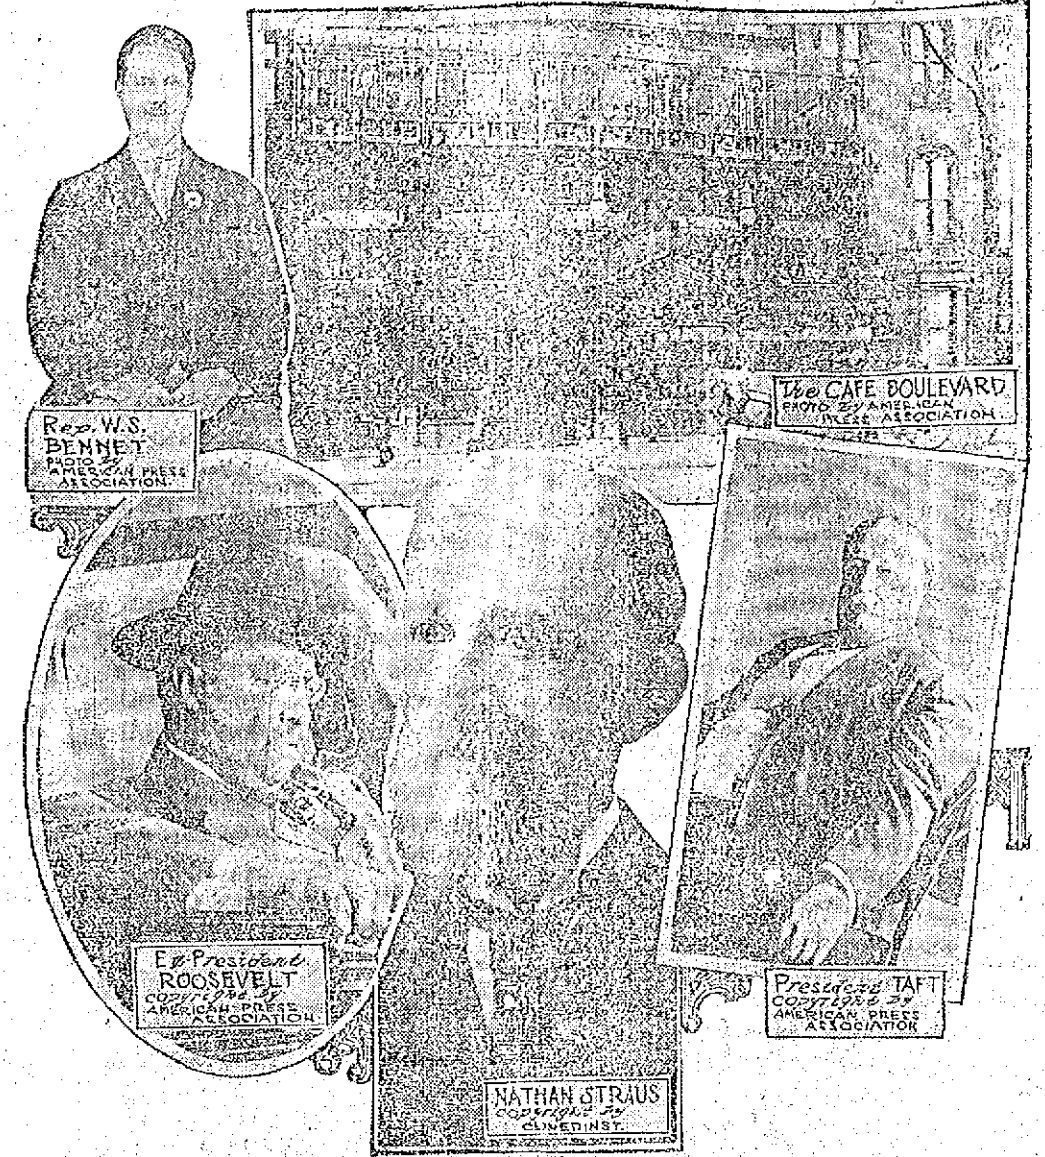 Rep. W.S.
BENNET
PHOTO BY
AMERICAN PRESS
ASSOCIATION.
The CAFE BOULEVARD
PHOTO BY AMERICAN
PRESS ASSOCIATION.
Ex-President
ROOSEVELT
COPYRIGHT BY
AMERICAN PRESS
ASSOCIATION
President TAFT
COPYRIGHT BY
AMERICAN PRESS
ASSOCIATION
NATHAN STRAUS
COPYRIGHT BY
CLINEDINST.